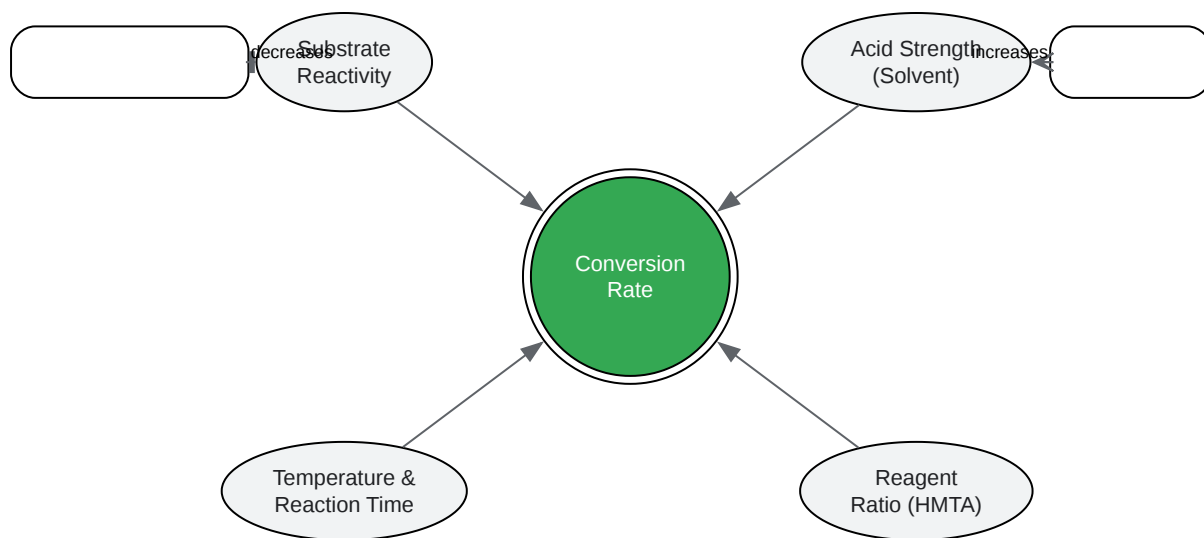 decreases
Substrate
Reactivity
Acid Strength
(Solvent)
increases
Conversion
Rate
Temperature &
Reaction Time
Reagent
Ratio (HMTA)